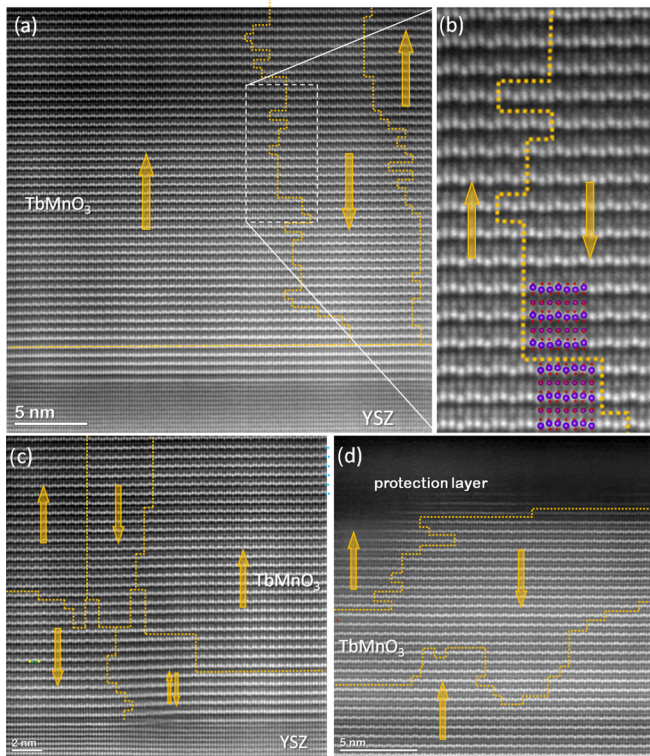 (a)
(b)
TbMnO₃
5 nm
YSZ
(c)
(d)
protection layer
TbMnO₃
TbMnO₃
2 nm
YSZ
5 nm